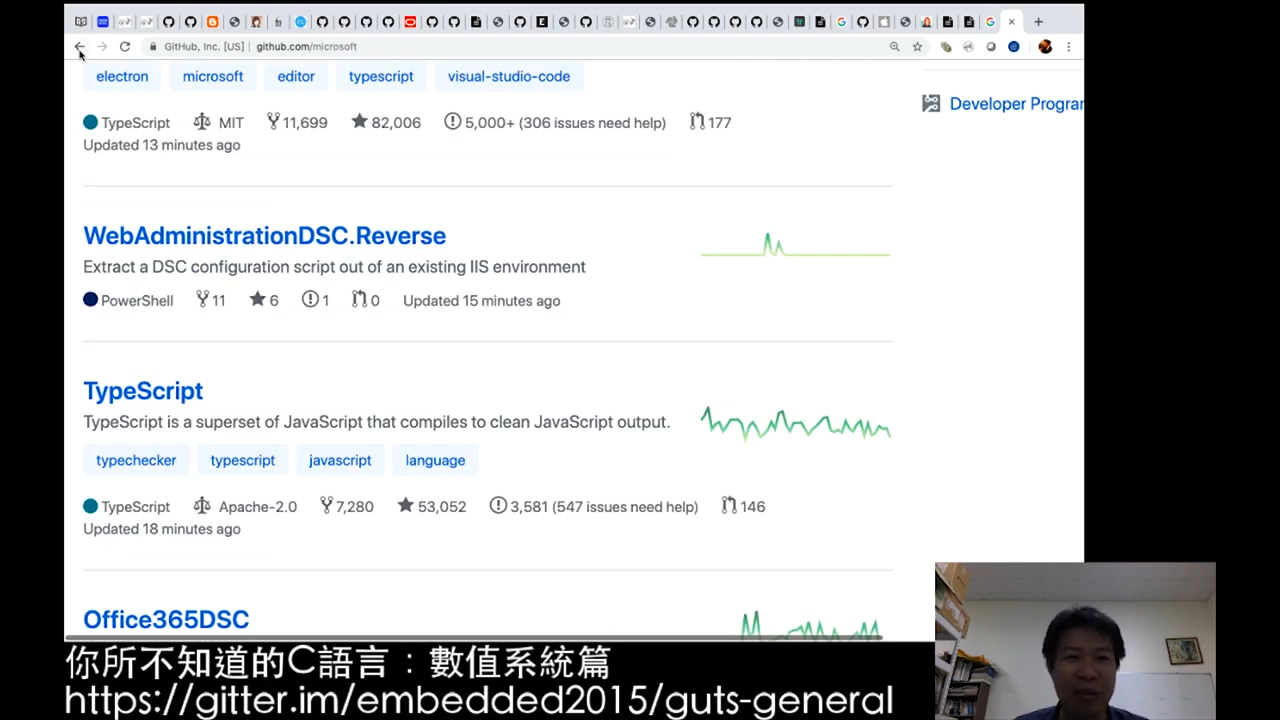 GitHub, Inc. [US] | github.com/microsoft
electron microsoft editor typescript visual-studio-code
Developer Progra
TypeScript MIT 11,699 82,006 5,000+ (306 issues need help) 177
Updated 13 minutes ago
WebAdministrationDSC.Reverse
Extract a DSC configuration script out of an existing IIS environment
PowerShell 11 6 1 0 Updated 15 minutes ago
TypeScript
TypeScript is a superset of JavaScript that compiles to clean JavaScript output.
typechecker typescript javascript language
TypeScript Apache-2.0 7,280 53,052 3,581 (547 issues need help) 146
Updated 18 minutes ago
Office365DSC
你所不知道的C語言：數值系統篇
https://gitter.im/embedded2015/guts-general